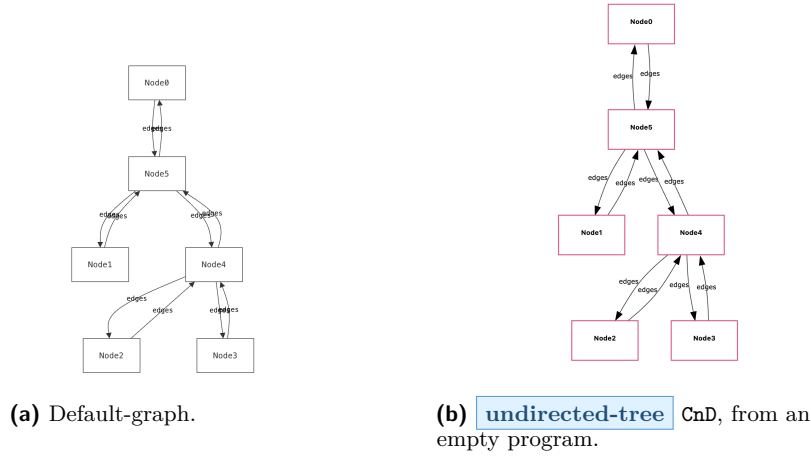 Node0
edges
edges
Node5
edges
edges
edges
edges
Node1
Node4
edges
edges
edges
edges
Node2
Node3
(a) Default-graph.
Node0
edges
edges
Node5
edges
edges
edges
edges
Node1
Node4
edges
edges
edges
edges
Node2
Node3
(b) undirected-tree CnD, from an
empty program.